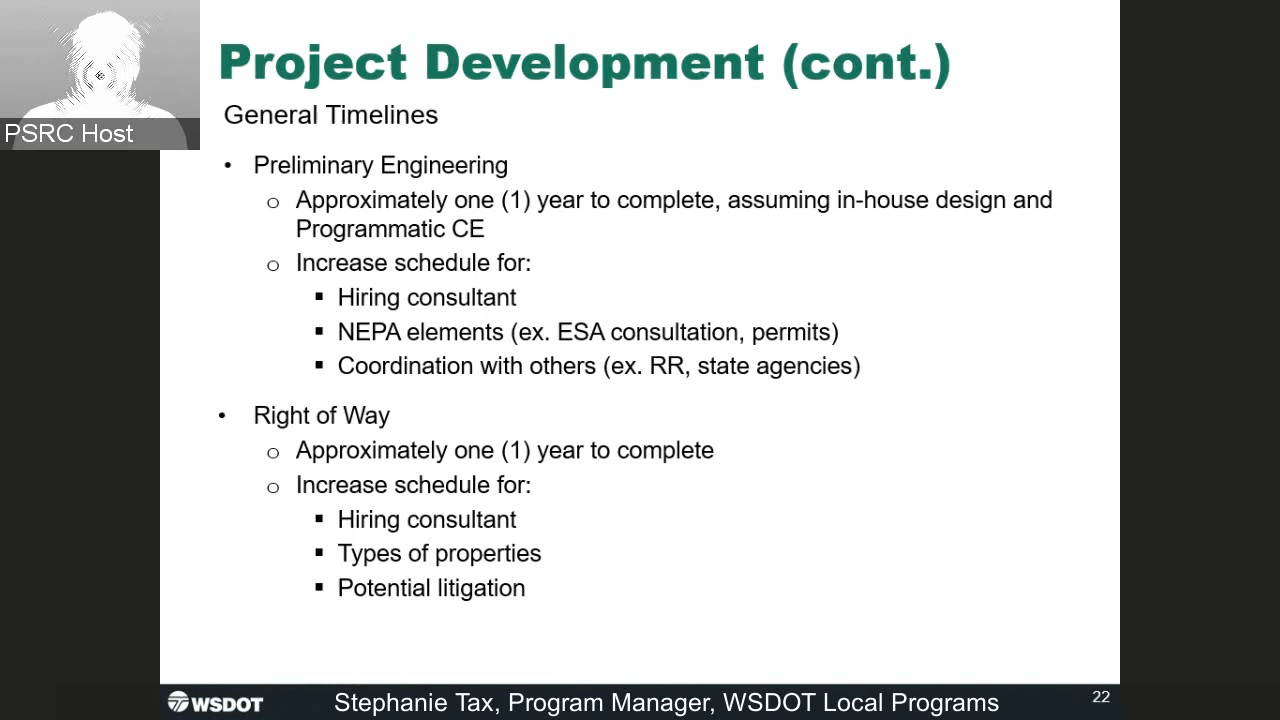 PSRC Host
Project Development (cont.)
General Timelines
• Preliminary Engineering
o Approximately one (1) year to complete, assuming in-house design and
Programmatic CE
o Increase schedule for:
▪ Hiring consultant
▪ NEPA elements (ex. ESA consultation, permits)
▪ Coordination with others (ex. RR, state agencies)
• Right of Way
o Approximately one (1) year to complete
o Increase schedule for:
▪ Hiring consultant
▪ Types of properties
▪ Potential litigation
WSDOT
Stephanie Tax, Program Manager, WSDOT Local Programs
22